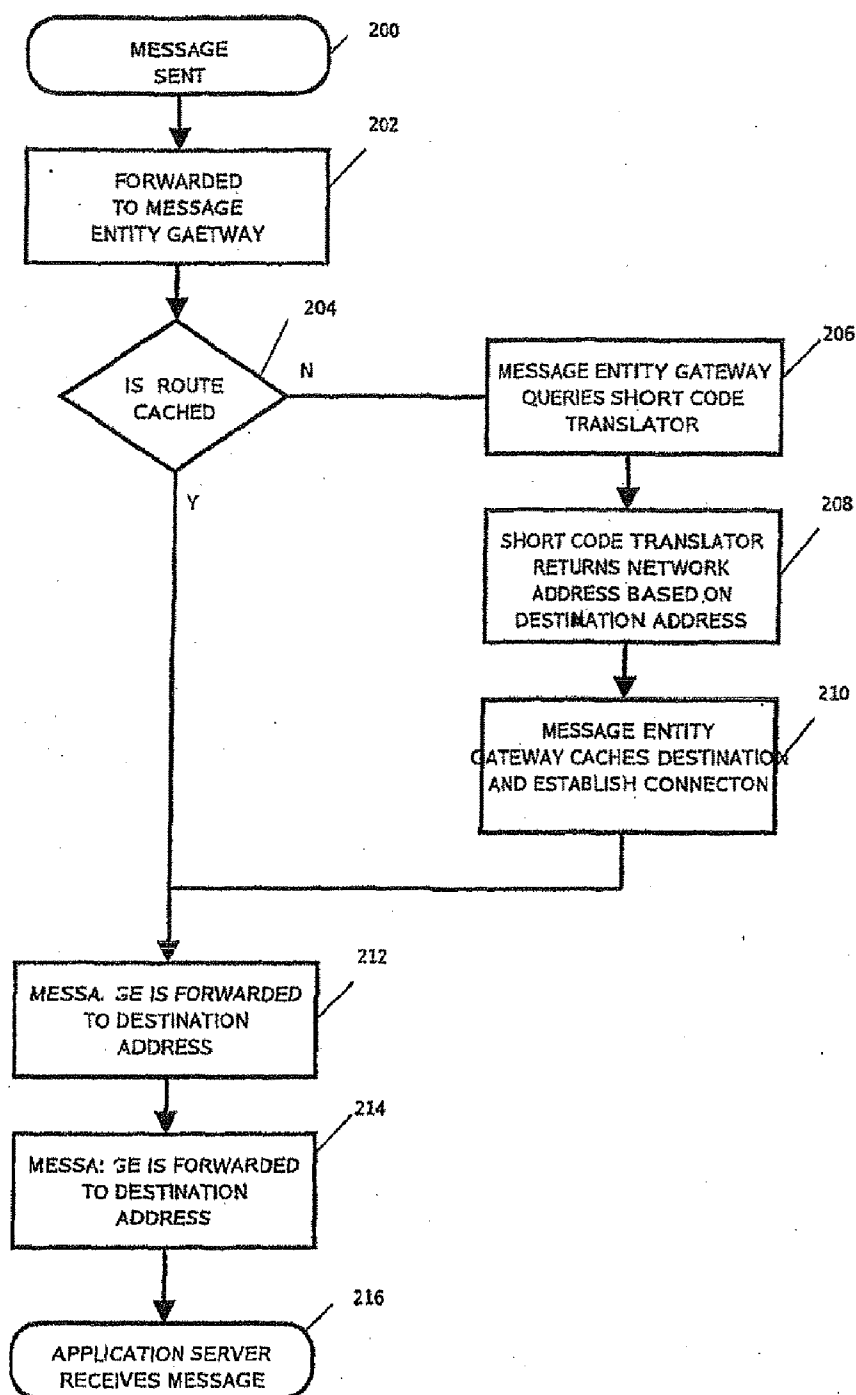 MESSAGE
SENT
200
FORWARDED
TO MESSAGE
ENTITY GAETWAY
202
IS ROUTE
CACHED
204
N
Y
MESSAGE ENTITY GATEWAY
QUERIES SHORT CODE
TRANSLATOR
206
SHORT CODE TRANSLATOR
RETURNS NETWORK
ADDRESS BASED ON
DESTINATION ADDRESS
208
MESSAGE ENTITY
GATEWAY CACHES DESTINATION
AND ESTABLISH CONNECTON
210
MESSA. GE IS FORWARDED
TO DESTINATION
ADDRESS
212
MESSA: GE IS FORWARDED
TO DESTINATION
ADDRESS
214
APPLICATION SERVER
RECEIVES MESSAGE
216